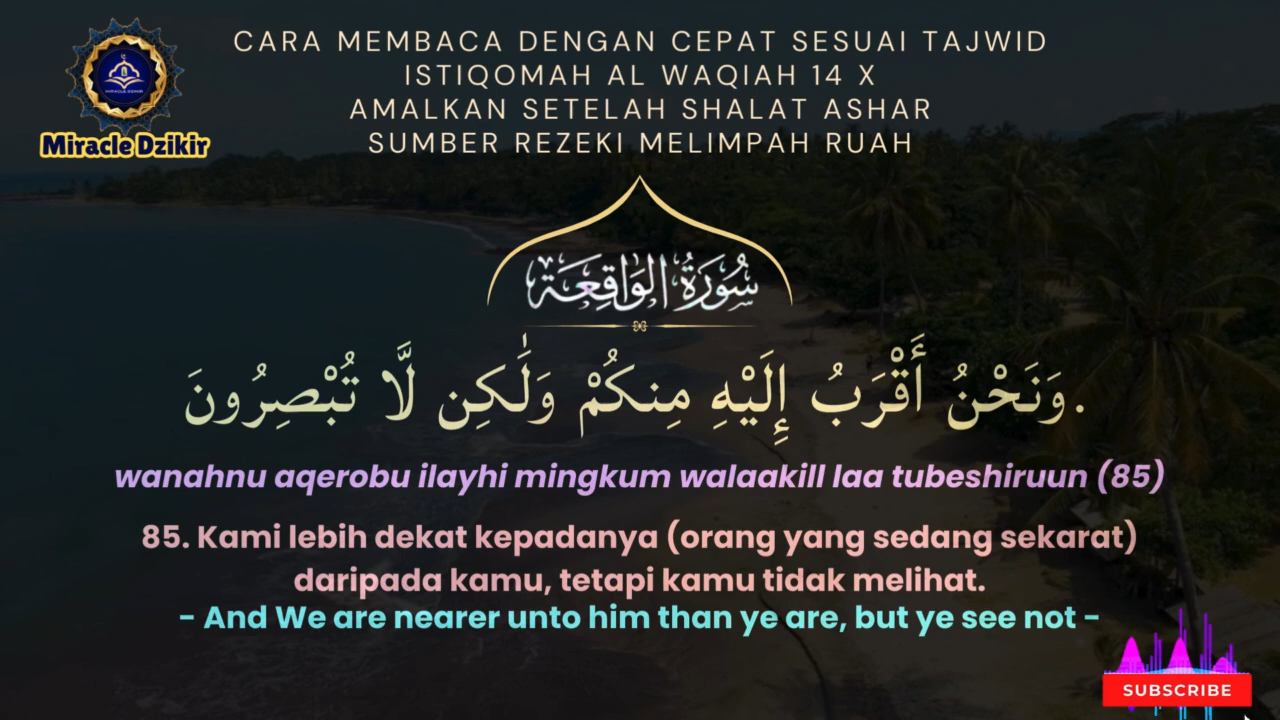 CARA MEMBACA DENGAN CEPAT SESUAI TAJWID
ISTIQOMAH AL WAQIAH 14 X
AMALKAN SETELAH SHALAT ASHAR
SUMBER REZEKI MELIMPAH RUAH
MIRACLE DZIKIR
Miracle Dzikir
سُوْرَةُ الوَاقِعَة
وَنَحْنُ أَقْرَبُ إِلَيْهِ مِنكُمْ وَلَٰكِن لَّا تُبْصِرُونَ.
wanahnu aqerobu ilayhi mingkum walaakill laa tubeshiruun (85)
85. Kami lebih dekat kepadanya (orang yang sedang sekarat)
daripada kamu, tetapi kamu tidak melihat.
- And We are nearer unto him than ye are, but ye see not -
SUBSCRIBE